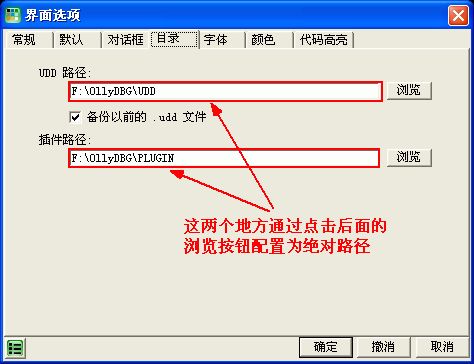 界面选项
常规 默认 对话框 目录 字体 颜色 代码高亮
UDD 路径:
F:\OllyDBG\UDD 浏览
备份以前的 .udd 文件
插件路径:
F:\OllyDBG\PLUGIN 浏览
这两个地方通过点击后面的
浏览按钮配置为绝对路径
确定 撤消 取消